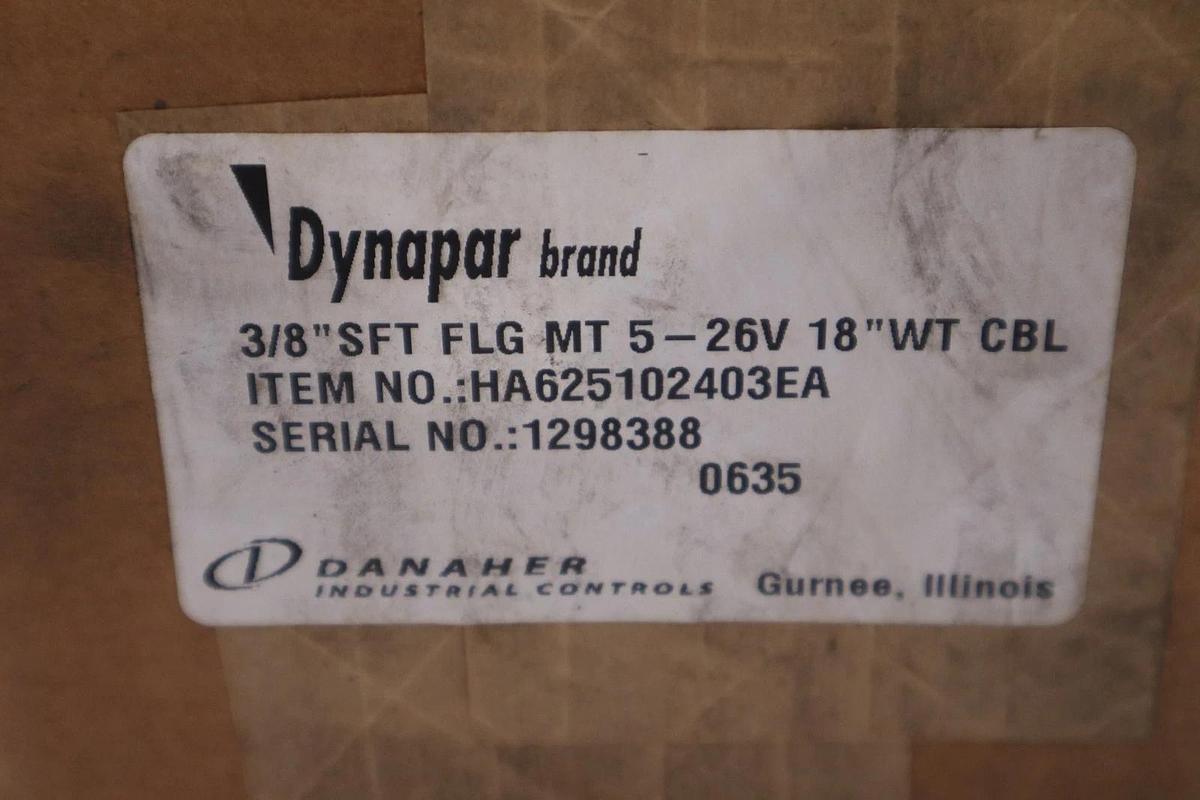 Dynapar brand
3/8"SFT FLG MT 5-26V 18"WT CBL
ITEM NO.:HA625102403EA
SERIAL NO.:1298388
0635
DANAHER
INDUSTRIAL CONTROLS Gurnee, Illinois